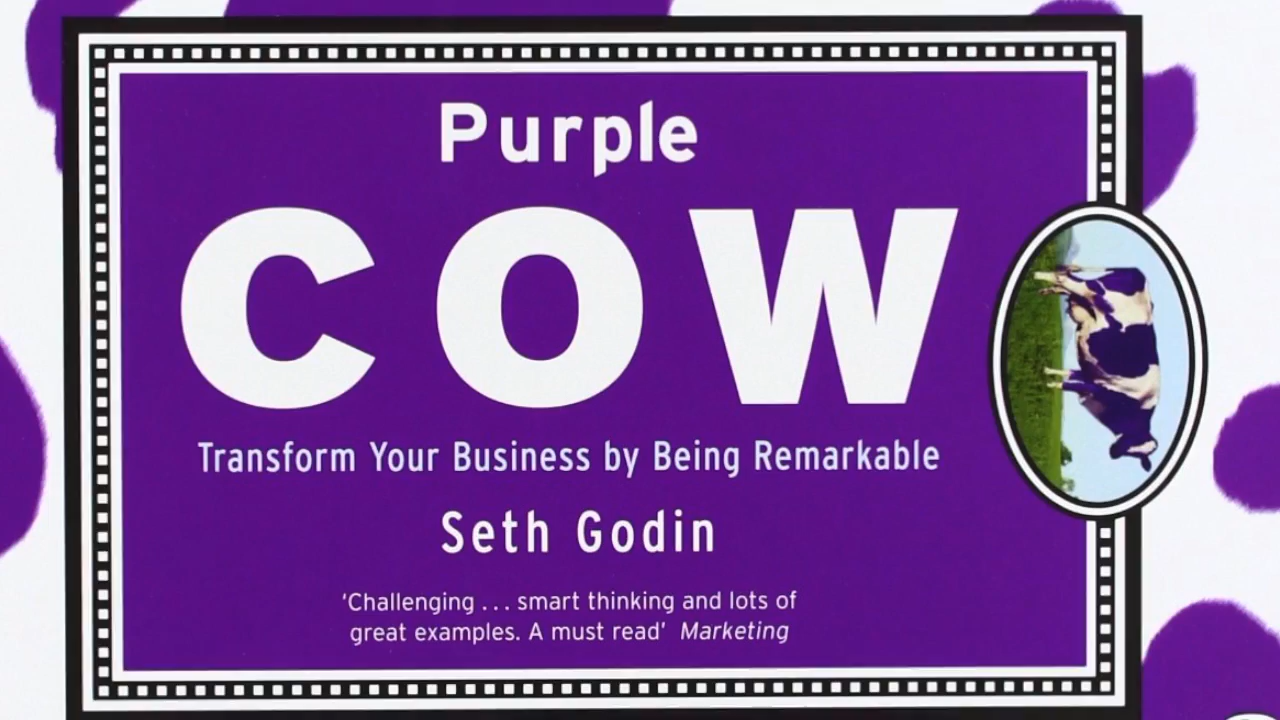 Purple
COW
Transform Your Business by Being Remarkable
Seth Godin
‘Challenging ... smart thinking and lots of
great examples. A must read’ Marketing